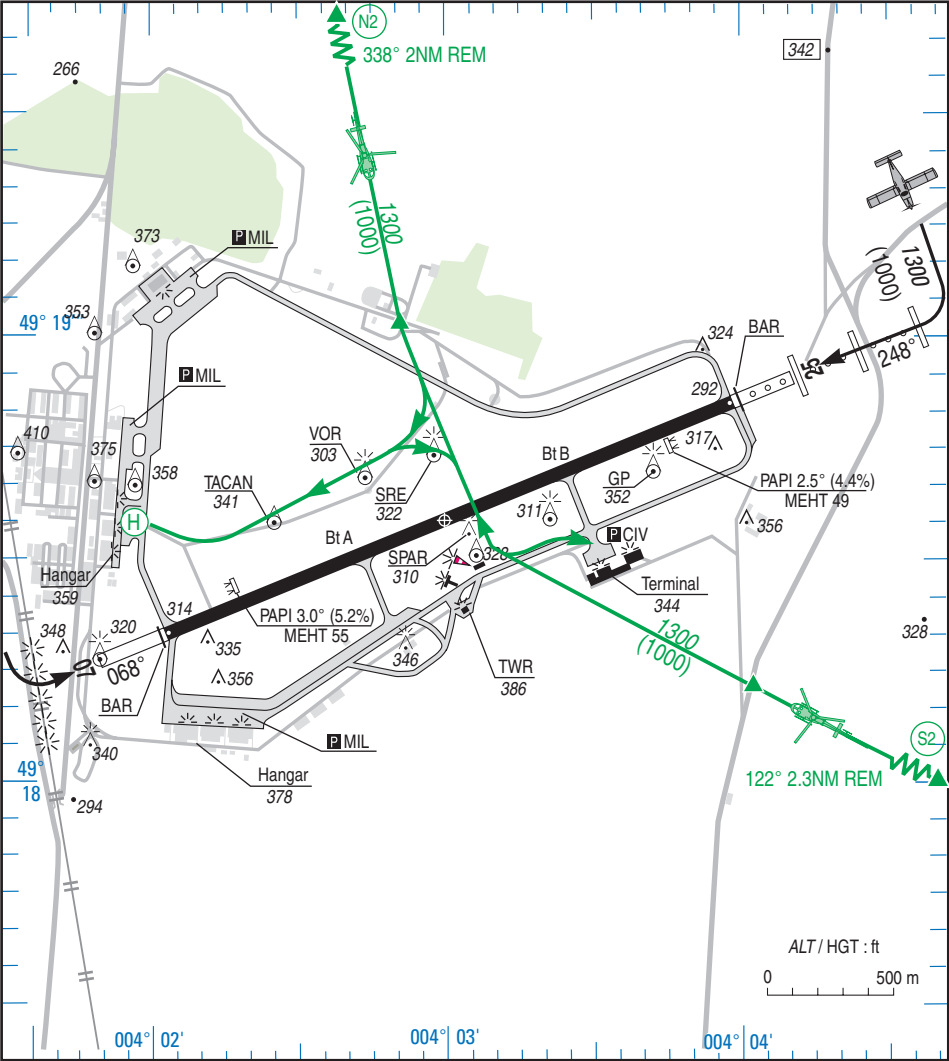 N2
338° 2NM REM
342
266
1300
(1000)
373
P MIL
1300
(1000)
353
49° 19'
324
BAR
248°
25
P MIL
292
410
375
VOR
303
317
Bt B
358
TACAN
341
SRE
322
GP
352
PAPI 2.5° (4.4%)
MEHT 49
311
356
H
Bt A
P CIV
SPAR
310
328
Hangar
359
Terminal
344
314
PAPI 3.0° (5.2%)
MEHT 55
348
320
335
328
1300
(1000)
346
07
068°
TWR
386
356
BAR
P MIL
S2
340
49°
18
Hangar
378
122° 2.3NM REM
294
ALT / HGT : ft
0 500 m
004° 02'
004° 03'
004° 04'